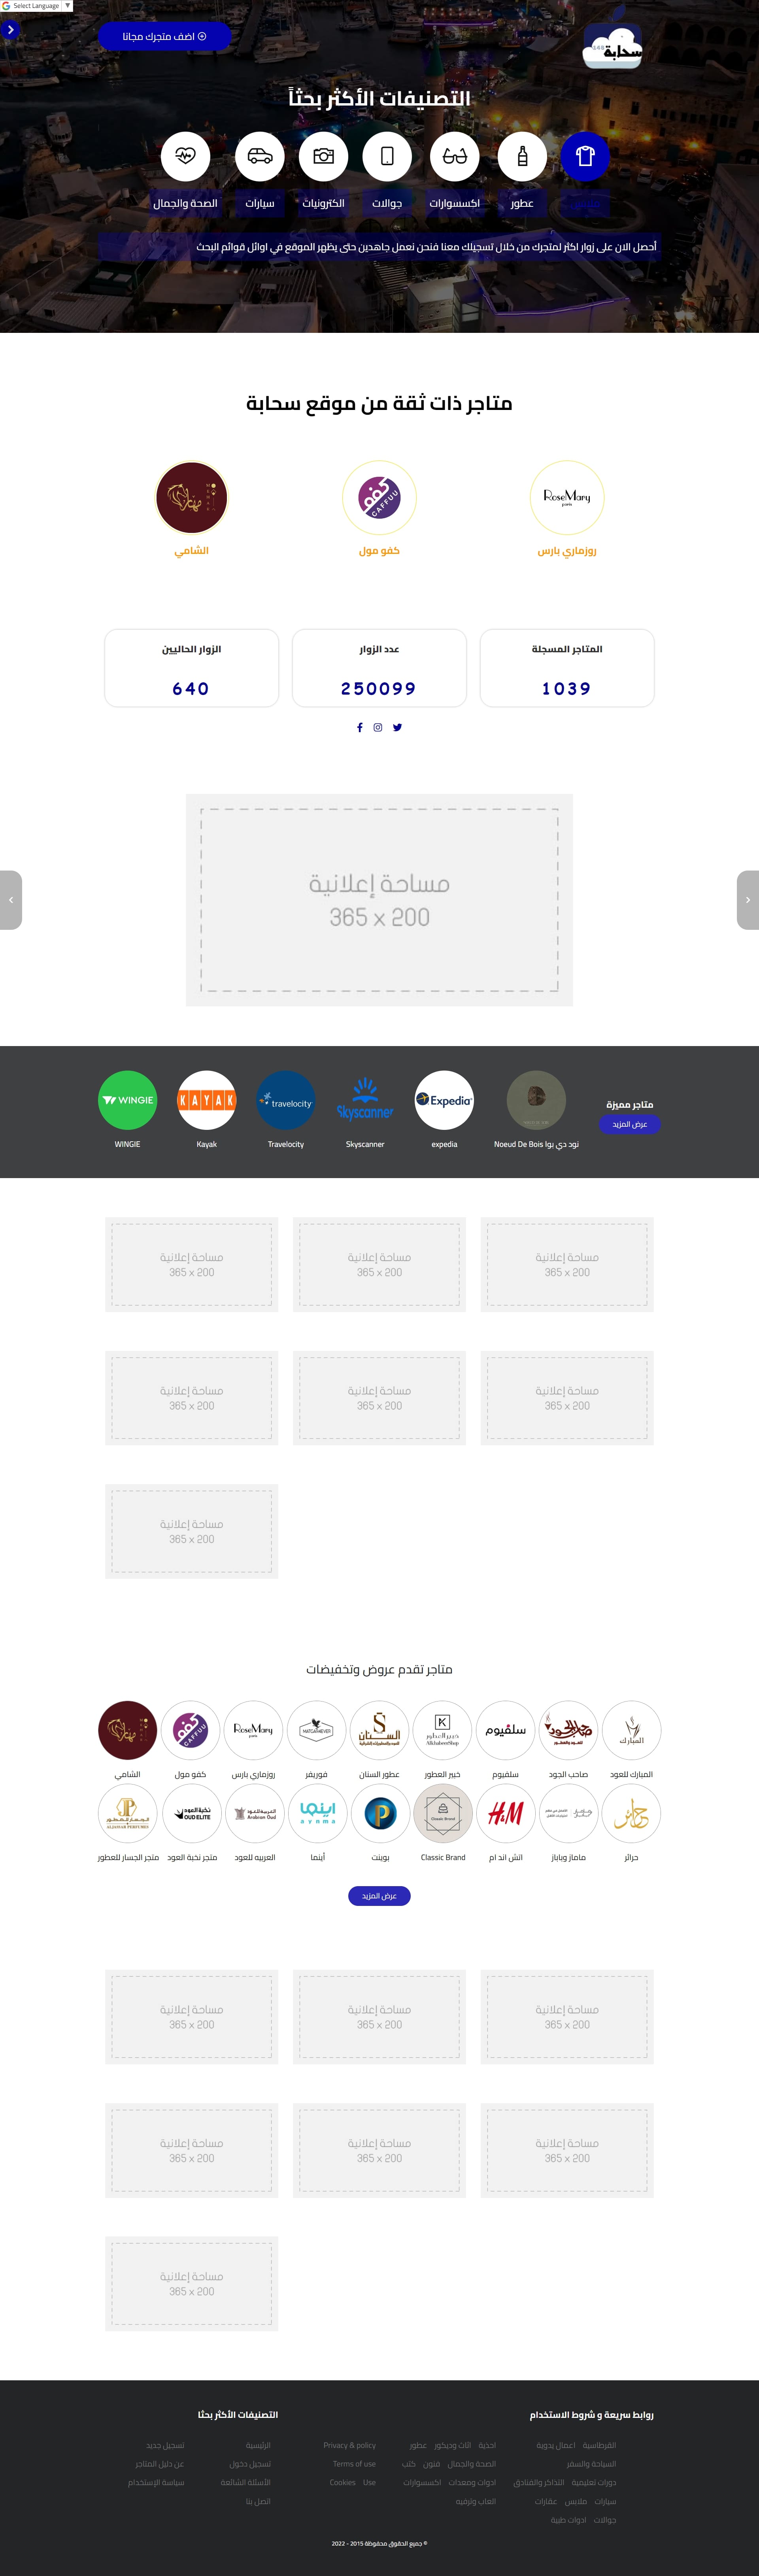 Select Language
اضف متجرك مجانا
سحابة
التصنيفات الأكثر بحثاً
عطور
اكسسوارات
جوالات
الكترونيات
سيارات
الصحة والجمال
أحصل الان على زوار اكثر لمتجرك من خلال تسجيلك معنا فنحن نعمل جاهدين حتى يظهر الموقع في اوائل قوائم البحث
متاجر ذات ثقة من موقع سحابة
RoseMary
paris
كفو
CAFFUU
روزماري بارس
كفو مول
الشامي
المتاجر المسجلة
عدد الزوار
الزوار الحاليين
1039
250099
640
مساحة إعلانية
365 x 200
متاجر مميزة
عرض المزيد
Expedia
Skyscanner
travelocity
KAYAK
WINGIE
نود دي بوا Noeud De Bois
expedia
Skyscanner
Travelocity
Kayak
WINGIE
مساحة إعلانية
365 x 200
مساحة إعلانية
365 x 200
مساحة إعلانية
365 x 200
مساحة إعلانية
365 x 200
مساحة إعلانية
365 x 200
مساحة إعلانية
365 x 200
مساحة إعلانية
365 x 200
متاجر تقدم عروض وتخفيضات
المبارك للعود
صاحب الجود
سلفيوم
خبير العطور
عطور السنان
فوريفر
روزماري بارس
كفو مول
الشامي
حرائر
ماماز وباباز
اتش اند ام
Classic Brand
بوينت
أينما
العربيه للعود
متجر نخبة العود
متجر الجسار للعطور
عرض المزيد
مساحة إعلانية
365 x 200
مساحة إعلانية
365 x 200
مساحة إعلانية
365 x 200
مساحة إعلانية
365 x 200
مساحة إعلانية
365 x 200
مساحة إعلانية
365 x 200
مساحة إعلانية
365 x 200
روابط سريعة و شروط الاستخدام
التصنيفات الأكثر بحثا
القرطاسية اعمال يدوية
السياحة والسفر
دورات تعليمية التذاكر والفنادق
سيارات ملابس عقارات
جوالات ادوات طبية
احذية اثاث وديكور عطور
الصحة والجمال فنون كتب
ادوات ومعدات اكسسوارات
العاب وترفيه
Privacy & policy
Terms of use
Cookies Use
الرئيسية
تسجيل دخول
الأسئلة الشائعة
اتصل بنا
تسجيل جديد
عن دليل المتاجر
سياسة الإستخدام
© جميع الحقوق محفوظة 2015 - 2022